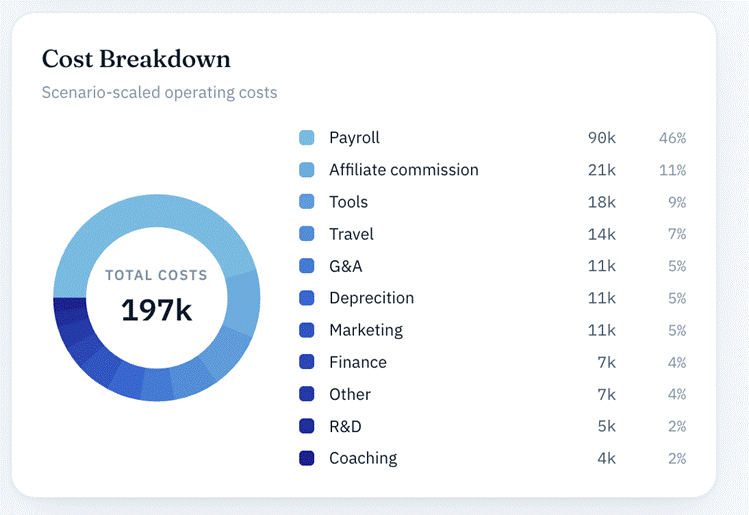 Cost Breakdown
Scenario-scaled operating costs
Payroll 90k 46%
Affiliate commission 21k 11%
Tools 18k 9%
Travel 14k 7%
G&A 11k 5%
Deprecition 11k 5%
Marketing 11k 5%
Finance 7k 4%
Other 7k 4%
R&D 5k 2%
Coaching 4k 2%
TOTAL COSTS
197k